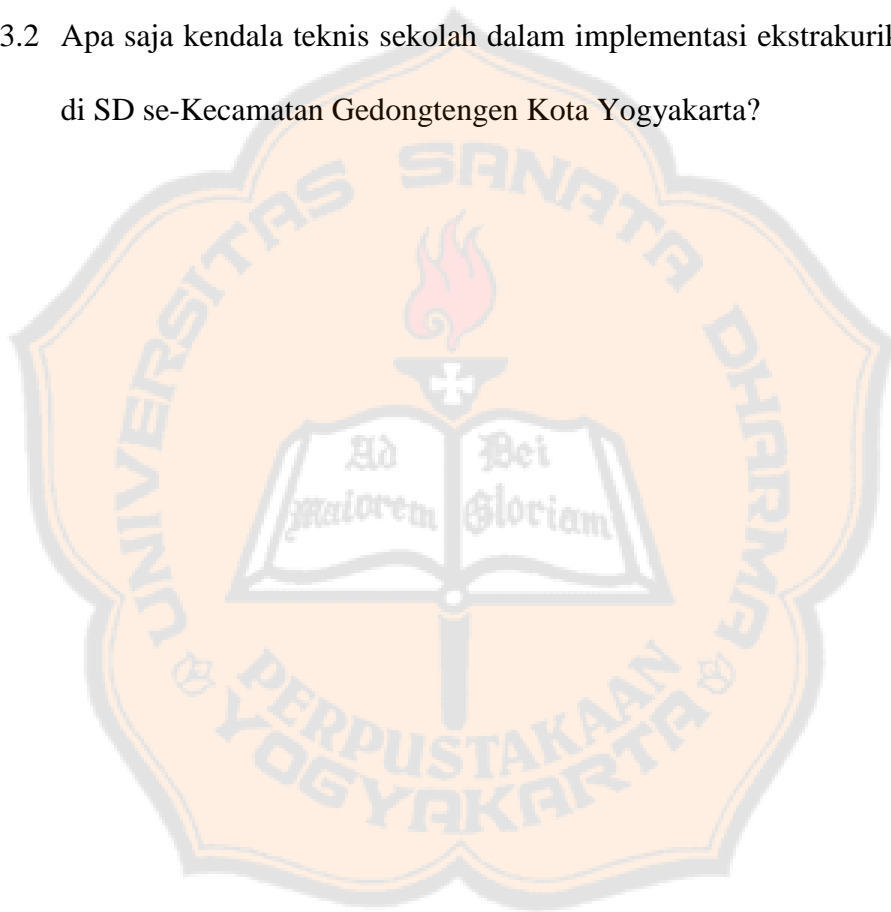 3.2 Apa saja kendala teknis sekolah dalam implementasi ekstrakurik
di SD se-Kecamatan Gedongtengen Kota Yogyakarta?
UNIVERSITAS SANATA DHARMA
Ad Dei
Maiorem Gloriam
PERPUSTAKAAN
YOGYAKARTA